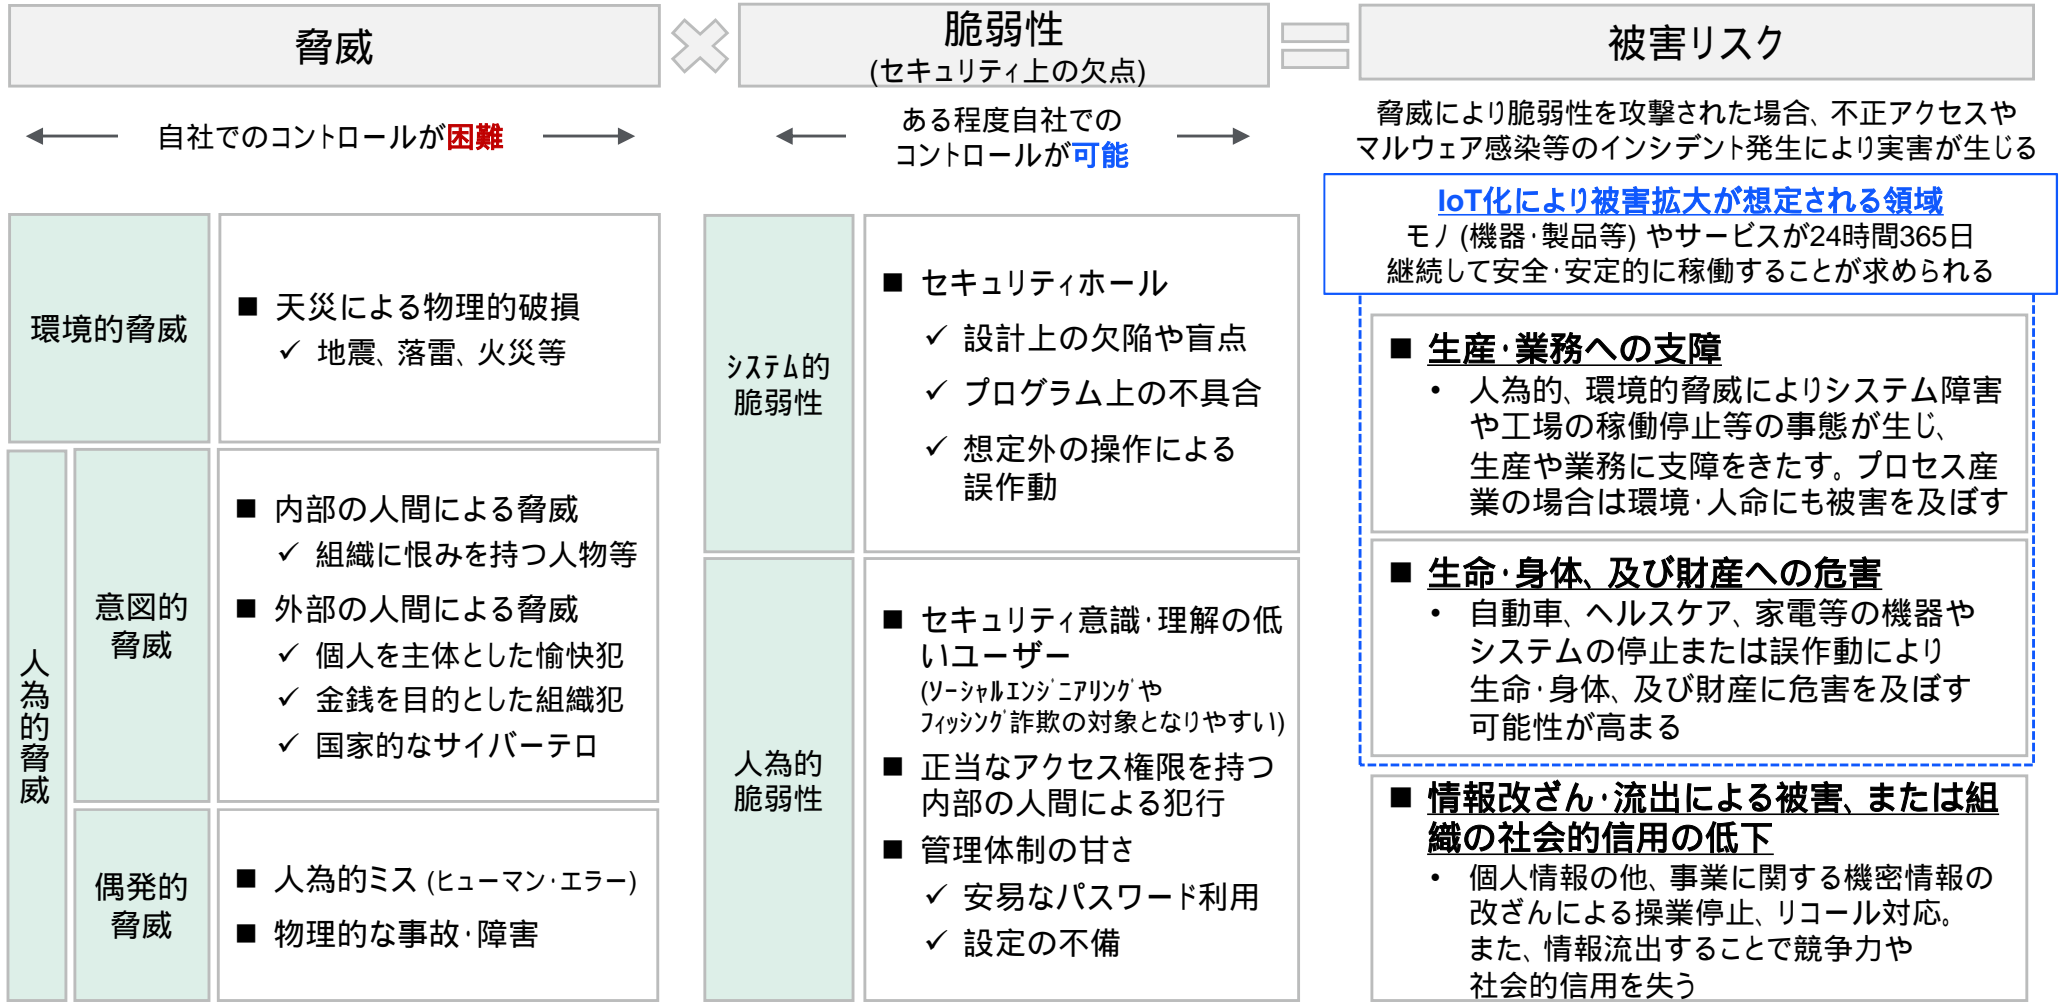 脅威
自社でのコントロールが困難
環境的脅威
■ 天災による物理的破損
✓ 地震、落雷、火災等
人為的脅威
意図的
脅威
■ 内部の人間による脅威
✓ 組織に恨みを持つ人物等
■ 外部の人間による脅威
✓ 個人を主体とした愉快犯
✓ 金銭を目的とした組織犯
✓ 国家的なサイバーテロ
偶発的
脅威
■ 人為的ミス (ヒューマン・エラー)
■ 物理的な事故・障害
脆弱性
(セキュリティ上の欠点)
ある程度自社での
コントロールが可能
ｼｽﾃﾑ的
脆弱性
■ セキュリティホール
✓ 設計上の欠陥や盲点
✓ プログラム上の不具合
✓ 想定外の操作による
誤作動
人為的
脆弱性
■ セキュリティ意識・理解の低
いユーザー
(ｿｰｼｬﾙｴﾝｼﾞﾆｱﾘﾝｸﾞや
ﾌｨｯｼﾝｸﾞ詐欺の対象となりやすい)
■ 正当なアクセス権限を持つ
内部の人間による犯行
■ 管理体制の甘さ
✓ 安易なパスワード利用
✓ 設定の不備
被害リスク
脅威により脆弱性を攻撃された場合、不正アクセスや
マルウェア感染等のインシデント発生により実害が生じる
IoT化により被害拡大が想定される領域
モノ (機器・製品等) やサービスが24時間365日
継続して安全・安定的に稼働することが求められる
■ 生産・業務への支障
• 人為的、環境的脅威によりシステム障害
や工場の稼働停止等の事態が生じ、
生産や業務に支障をきたす。プロセス産
業の場合は環境・人命にも被害を及ぼす
■ 生命・身体、及び財産への危害
• 自動車、ヘルスケア、家電等の機器や
システムの停止または誤作動により
生命・身体、及び財産に危害を及ぼす
可能性が高まる
■ 情報改ざん・流出による被害、または組
織の社会的信用の低下
• 個人情報の他、事業に関する機密情報の
改ざんによる操業停止、リコール対応。
また、情報流出することで競争力や
社会的信用を失う